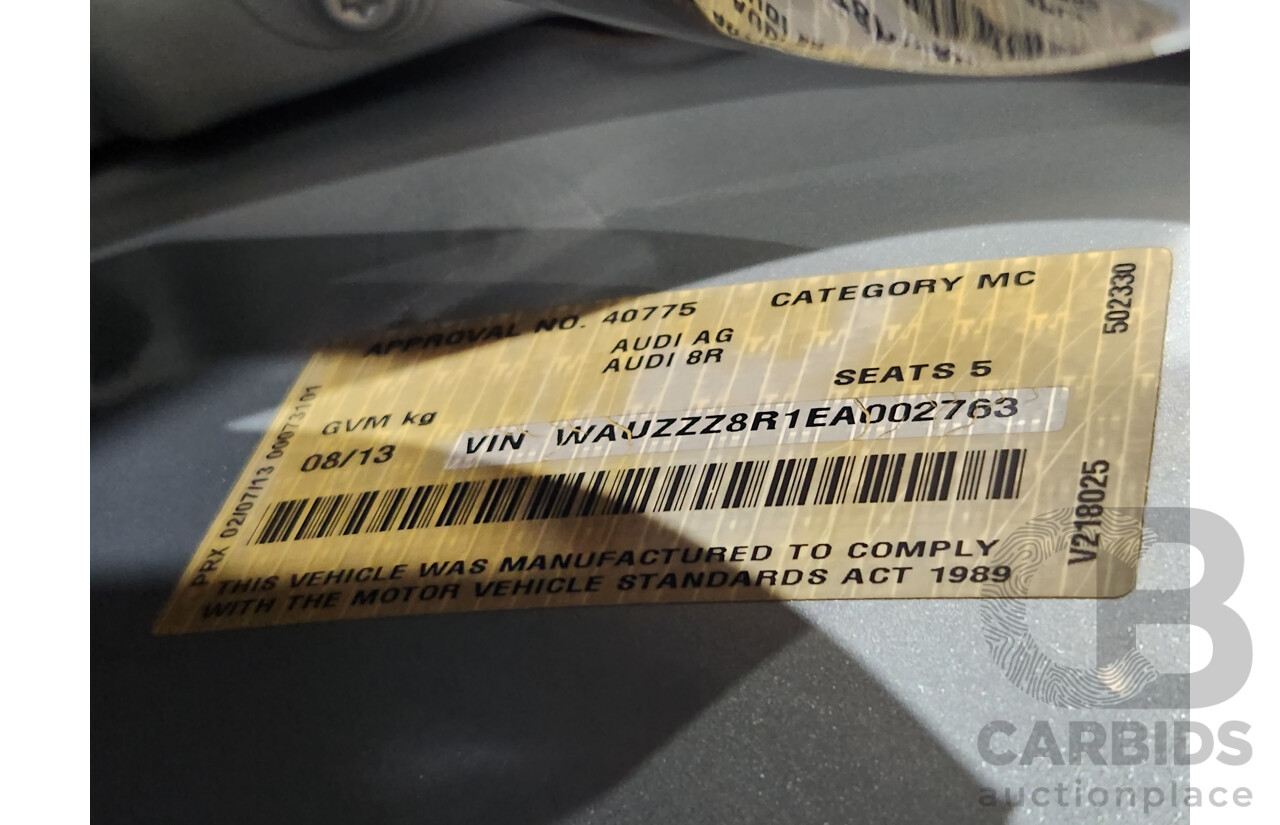 APPROVAL NO. 40775
CATEGORY MC
AUDI AG
AUDI 8R
SEATS 5
GVM kg
08/13
VIN WAUZZZ8R1EA002763
THIS VEHICLE WAS MANUFACTURED TO COMPLY
WITH THE MOTOR VEHICLE STANDARDS ACT 1989
PRX 02/07/13 00073101
502330
V218025
CB
CARBIDS
auctionplace